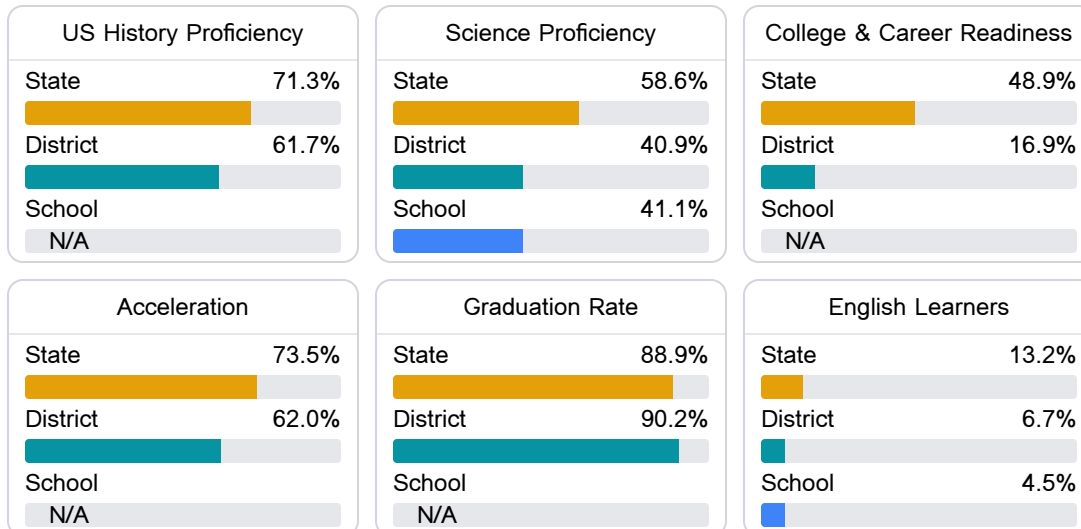 US History Proficiency
State 71.3%
District 61.7%
School
N/A
Science Proficiency
State 58.6%
District 40.9%
School 41.1%
College & Career Readiness
State 48.9%
District 16.9%
School
N/A
Acceleration
State 73.5%
District 62.0%
School
N/A
Graduation Rate
State 88.9%
District 90.2%
School
N/A
English Learners
State 13.2%
District 6.7%
School 4.5%